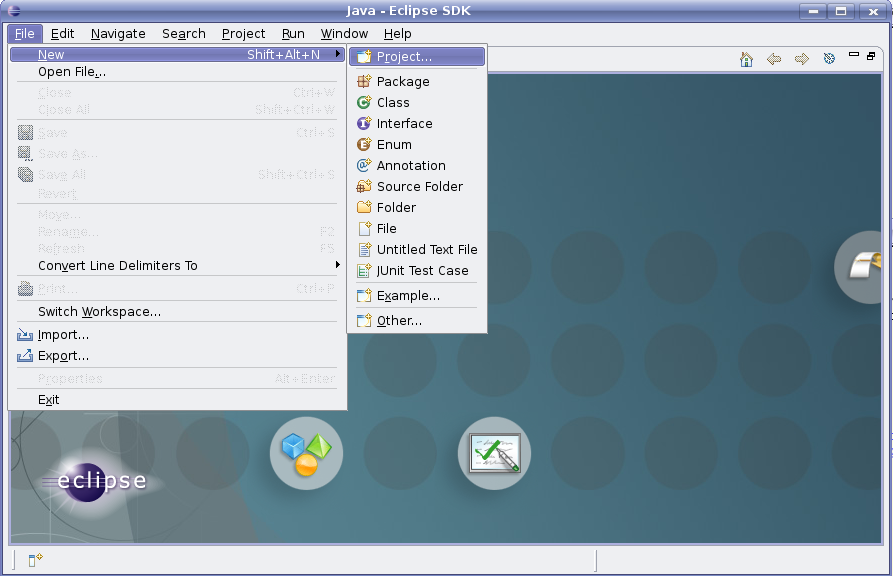 Java - Eclipse SDK
File Edit Navigate Search Project Run Window Help
New Shift+Alt+N
Open File...
Close Ctrl+W
Close All Shift+Ctrl+W
Save Ctrl+S
Save As...
Save All Shift+Ctrl+S
Revert
Move...
Rename... F2
Refresh F5
Convert Line Delimiters To
Print... Ctrl+P
Switch Workspace...
Import...
Export...
Properties Alt+Enter
Exit
Project...
Package
Class
Interface
Enum
Annotation
Source Folder
Folder
File
Untitled Text File
JUnit Test Case
Example...
Other...
eclipse